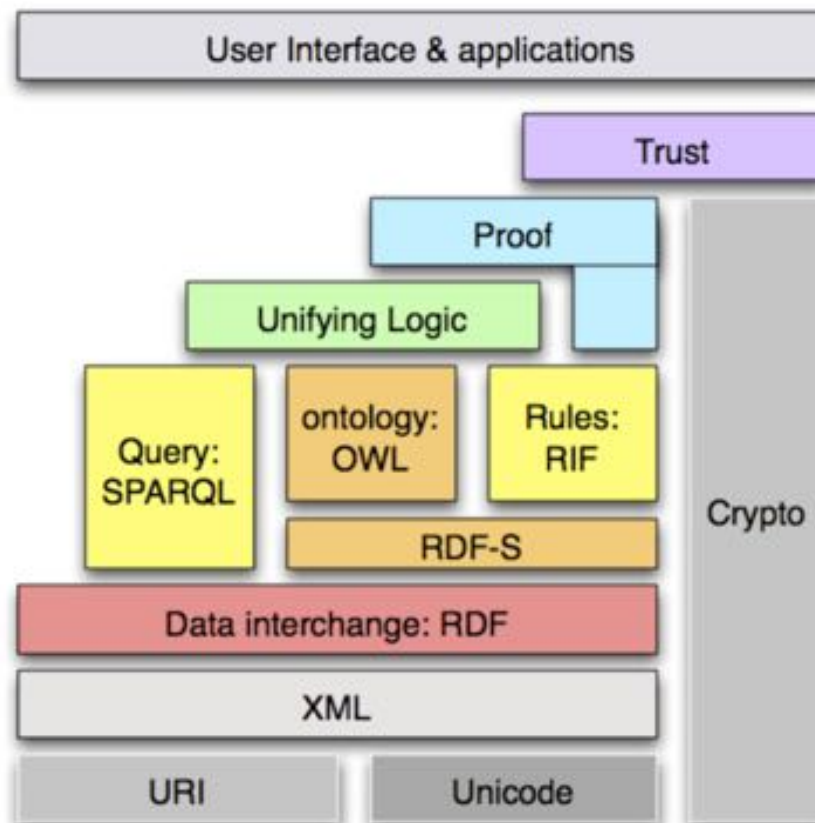 User Interface & applications
Trust
Proof
Unifying Logic
Query:
SPARQL
ontology:
OWL
Rules:
RIF
Crypto
RDF-S
Data interchange: RDF
XML
URI
Unicode